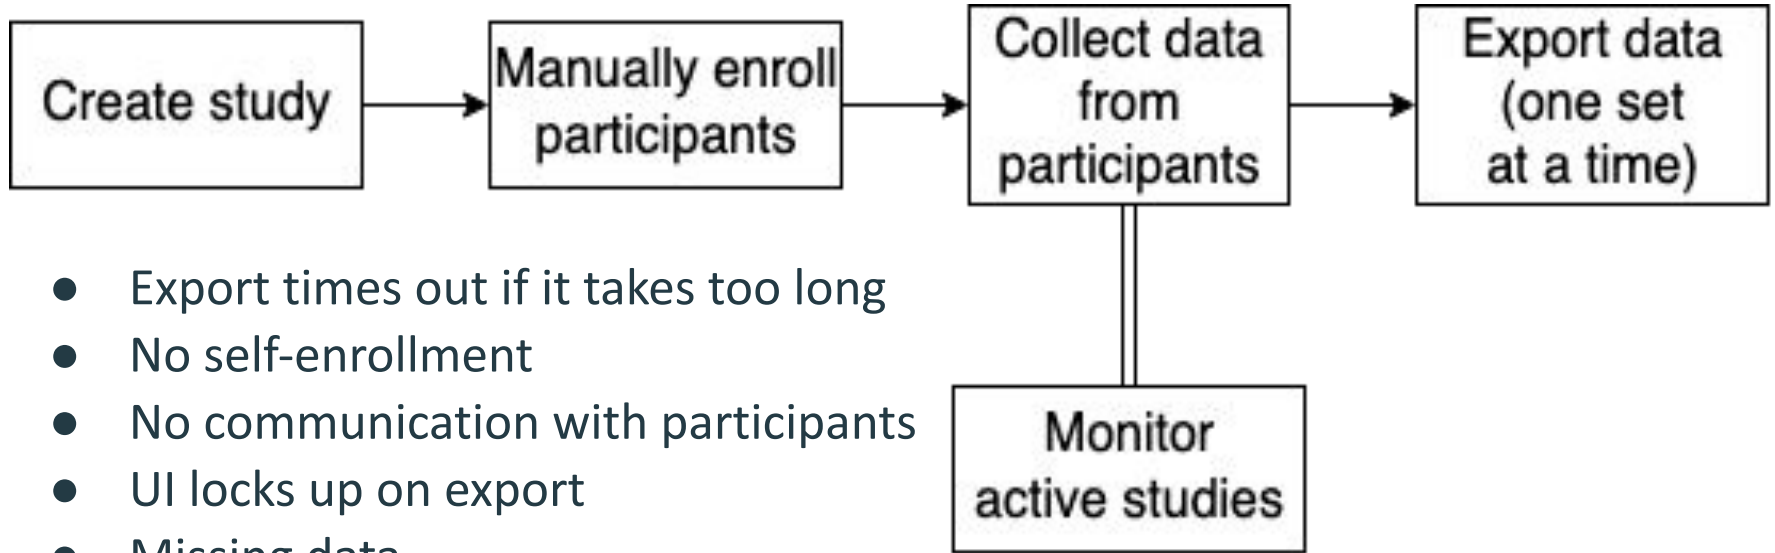 Create study
Manually enroll
participants
Collect data
from
participants
Export data
(one set
at a time)
Monitor
active studies
● Export times out if it takes too long
● No self-enrollment
● No communication with participants
● UI locks up on export
● Missing data